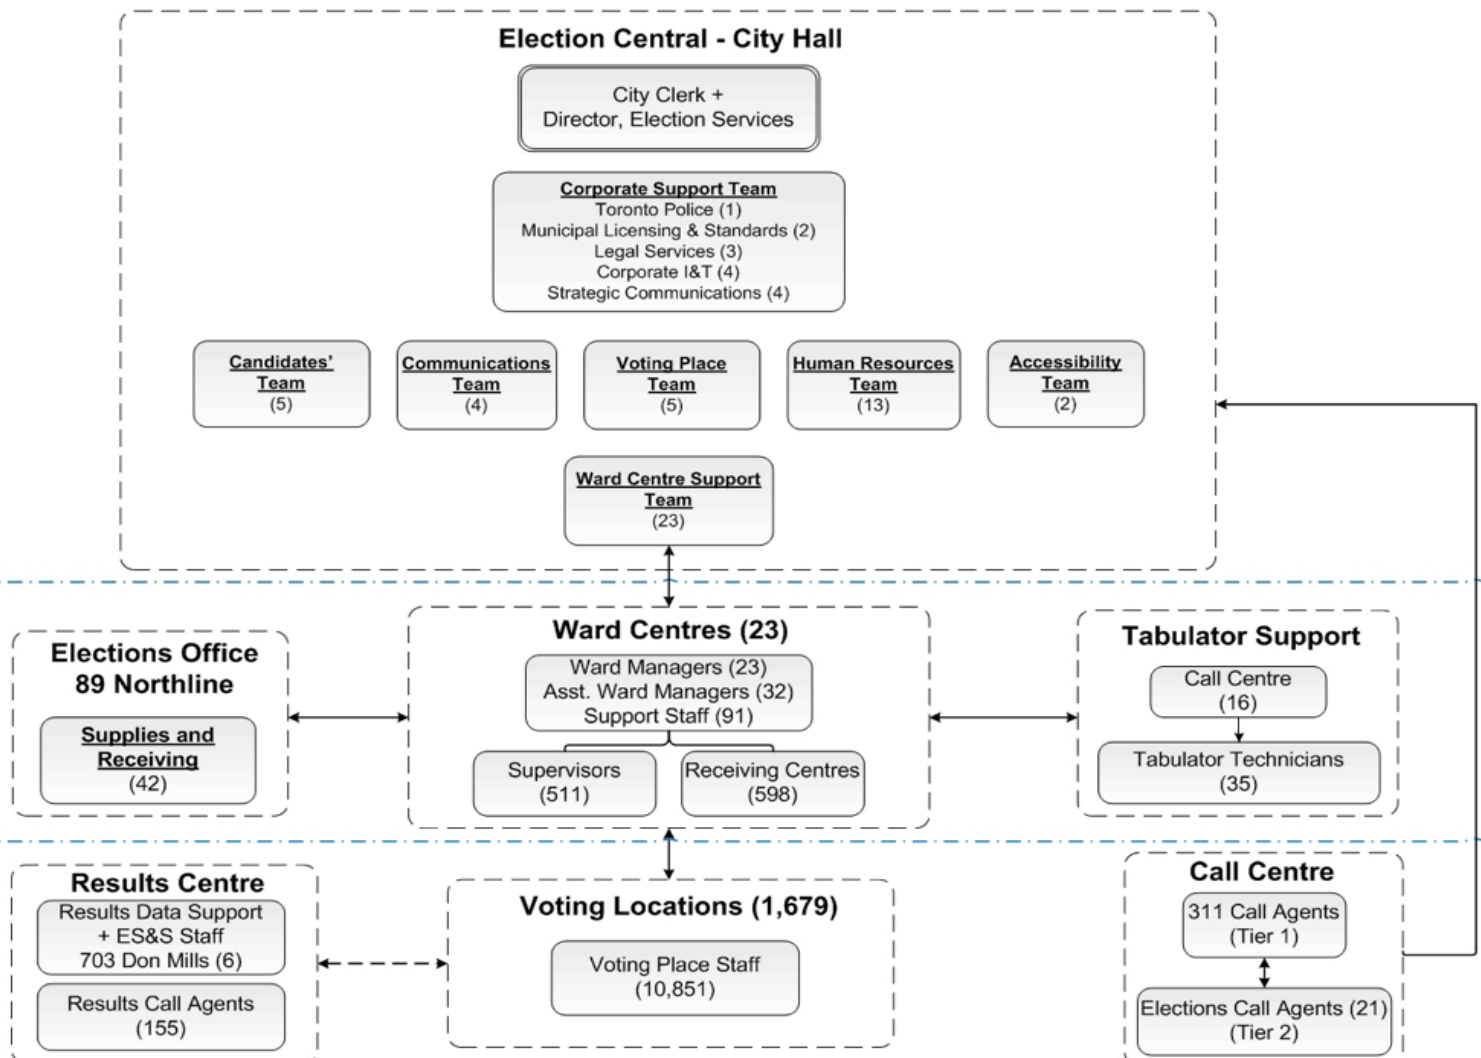 Election Central - City Hall
City Clerk +
Director, Election Services
Corporate Support Team
Toronto Police (1)
Municipal Licensing & Standards (2)
Legal Services (3)
Corporate I&T (4)
Strategic Communications (4)
Candidates'
Team
(5)
Communications
Team
(4)
Voting Place
Team
(5)
Human Resources
Team
(13)
Accessibility
Team
(2)
Ward Centre Support
Team
(23)
Elections Office
89 Northline
Supplies and
Receiving
(42)
Ward Centres (23)
Ward Managers (23)
Asst. Ward Managers (32)
Support Staff (91)
Supervisors
(511)
Receiving Centres
(598)
Tabulator Support
Call Centre
(16)
Tabulator Technicians
(35)
Results Centre
Results Data Support
+ ES&S Staff
703 Don Mills (6)
Results Call Agents
(155)
Voting Locations (1,679)
Voting Place Staff
(10,851)
Call Centre
311 Call Agents
(Tier 1)
Elections Call Agents (21)
(Tier 2)